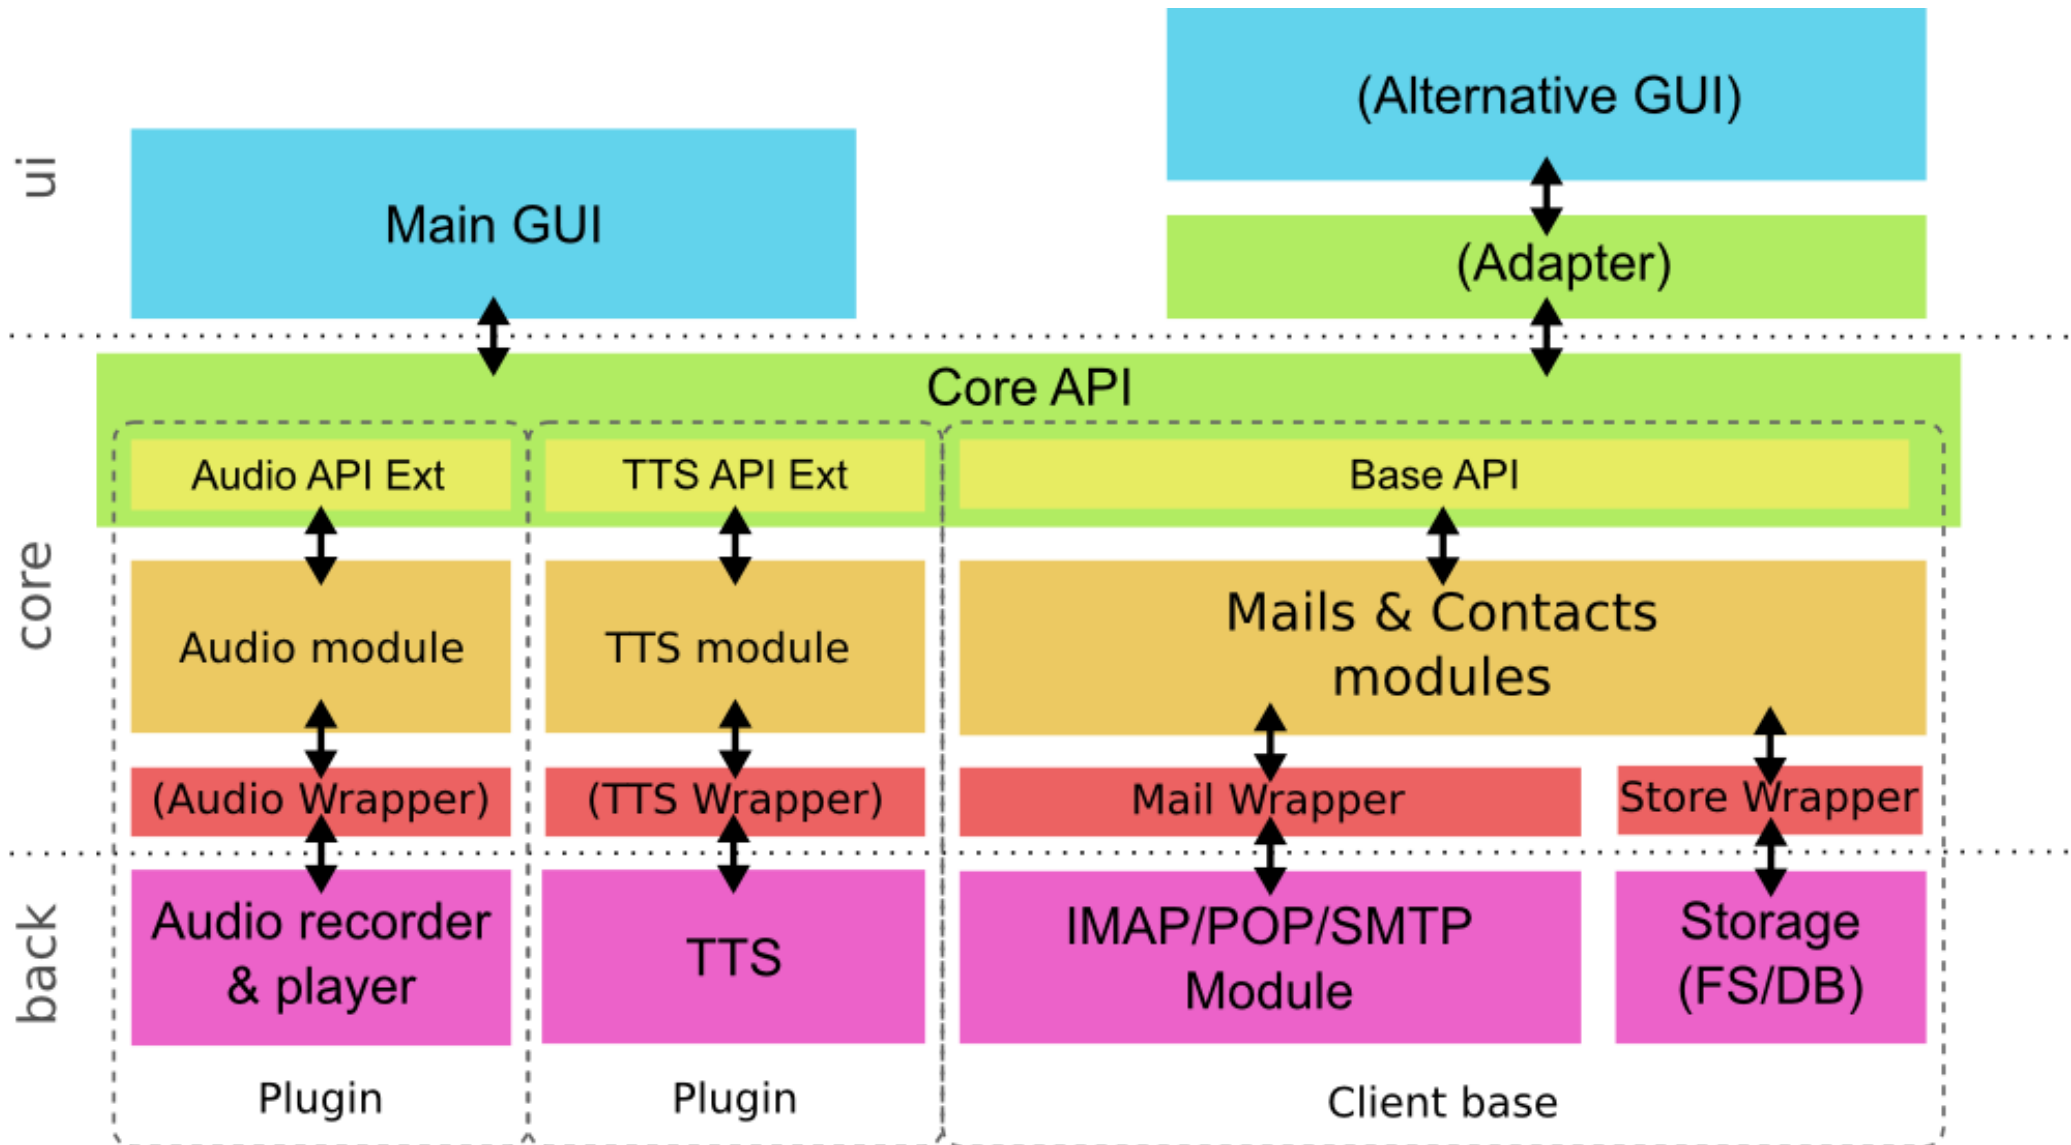 (Alternative GUI)
ui
Main GUI
(Adapter)
Core API
Audio API Ext
TTS API Ext
Base API
core
Audio module
TTS module
Mails & Contacts
modules
(Audio Wrapper)
(TTS Wrapper)
Mail Wrapper
Store Wrapper
back
Audio recorder
& player
TTS
IMAP/POP/SMTP
Module
Storage
(FS/DB)
Plugin
Plugin
Client base